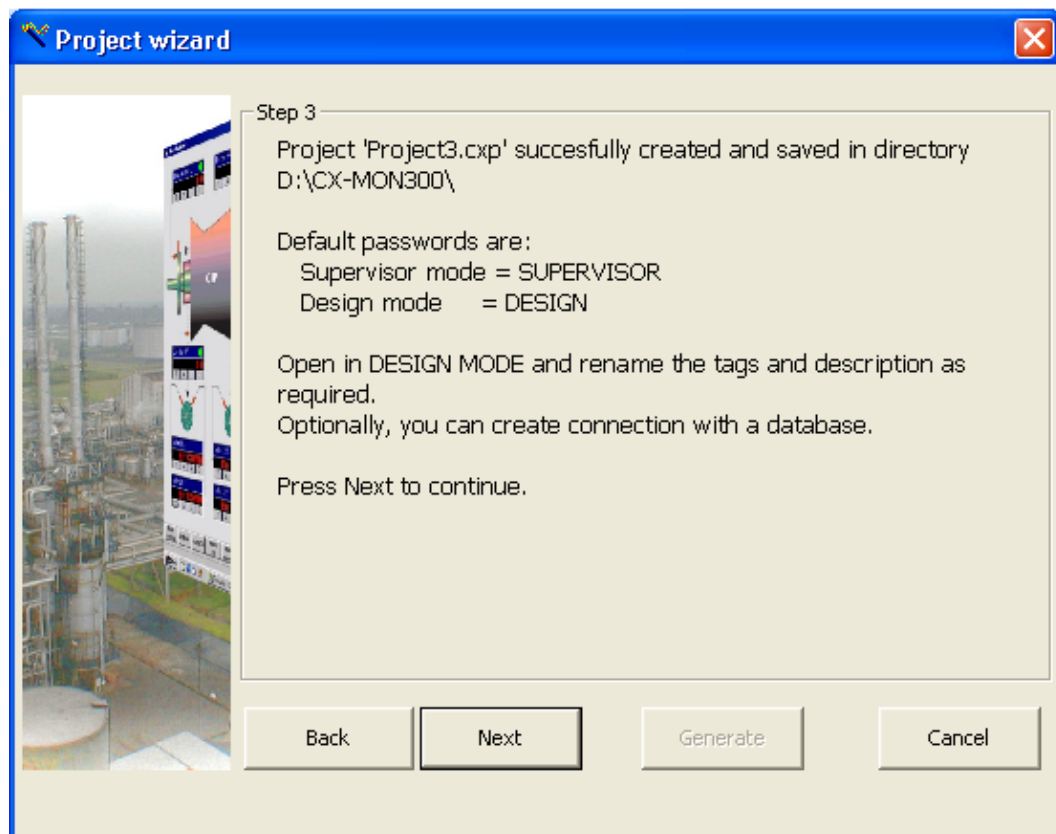 Project wizard
Step 3
Project 'Project3.cxp' succesfully created and saved in directory
D:\CX-MON300\
Default passwords are:
Supervisor mode = SUPERVISOR
Design mode = DESIGN
Open in DESIGN MODE and rename the tags and description as
required.
Optionally, you can create connection with a database.
Press Next to continue.
Back
Next
Generate
Cancel